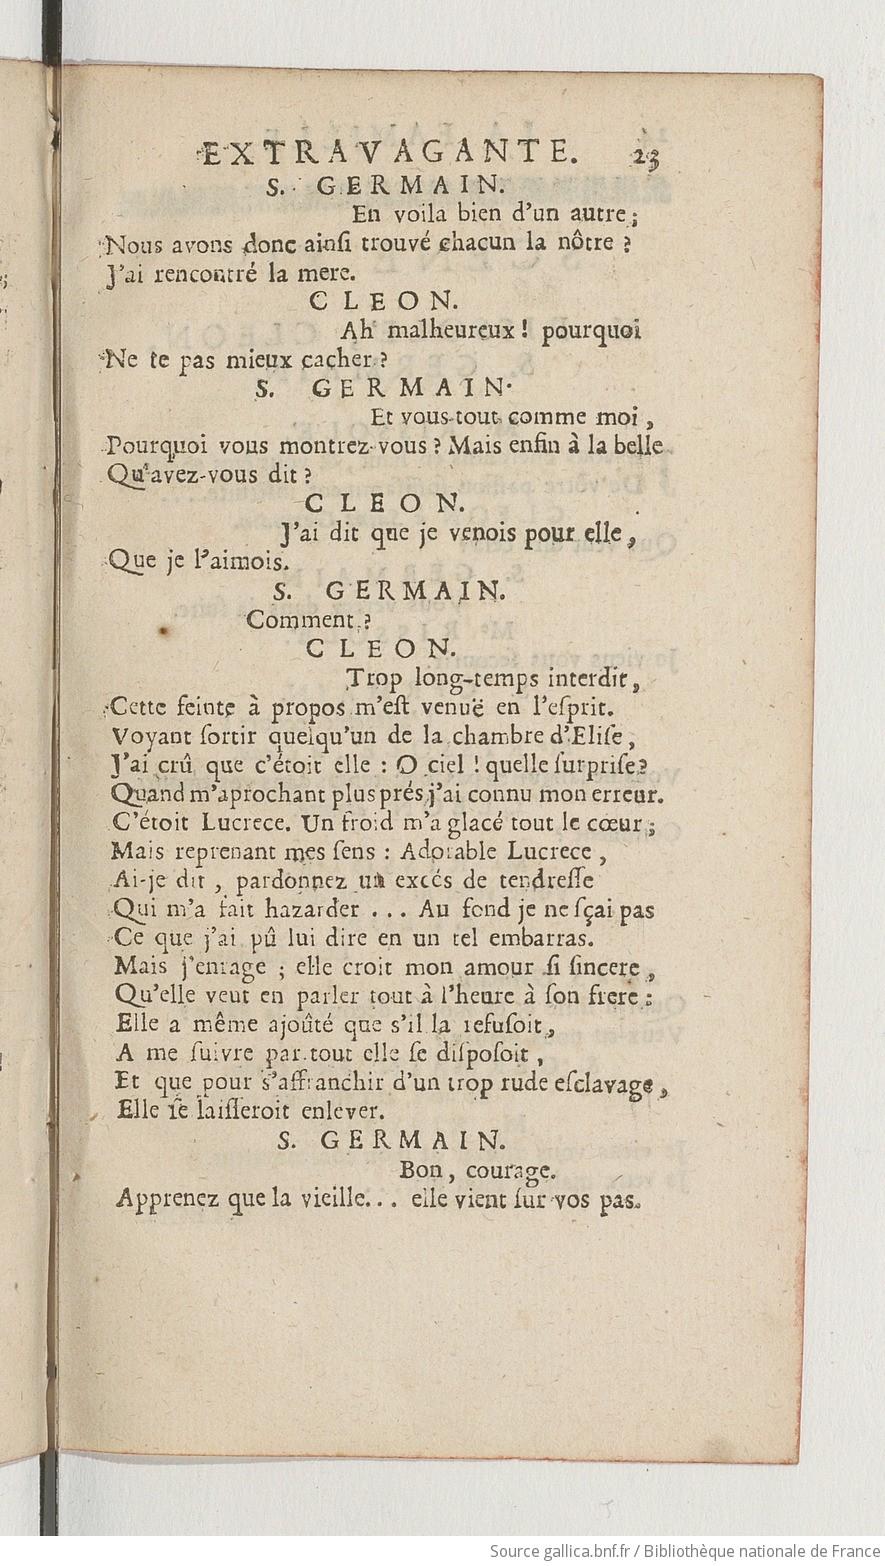 EXTRAVAGANTE. 23
S. GERMAIN.
En voila bien d'un autre ;
Nous avons donc ainſi trouvé chacun la nôtre ?
J'ai rencontré la mere.
CLEON.
Ah malheureux ! pourquoi
Ne te pas mieux cacher ?
S. GERMAIN.
Et vous tout comme moi ,
Pourquoi vous montrez-vous ? Mais enfin à la belle
Qu'avez-vous dit ?
CLEON.
J'ai dit que je venois pour elle ,
Que je l'aimois.
S. GERMAIN.
Comment ?
CLEON.
Trop long-temps interdit ,
Cette feinte à propos m'eſt venuë en l'eſprit.
Voyant ſortir quelqu'un de la chambre d'Eliſe ,
J'ai crû que c'étoit elle : O ciel ! quelle ſurpriſe ?
Quand m'aprochant plus prés j'ai connu mon erreur.
C'étoit Lucrece. Un froid m'a glacé tout le cœur ;
Mais reprenant mes ſens : Adorable Lucrece ,
Ai-je dit , pardonnez un excés de tendreſſe
Qui m'a fait hazarder . . . Au fond je ne ſçai pas
Ce que j'ai pû lui dire en un tel embarras.
Mais j'enrage ; elle croit mon amour ſi ſincere ,
Qu'elle veut en parler tout à l'heure à ſon frere :
Elle a même ajoûté que s'il la refuſoit ,
A me ſuivre par tout elle ſe diſpoſoit ,
Et que pour s'affranchir d'un trop rude eſclavage ,
Elle ſe laiſſeroit enlever.
S. GERMAIN.
Bon , courage.
Apprenez que la vieille... elle vient ſur vos pas.
Source gallica.bnf.fr / Bibliothèque nationale de France